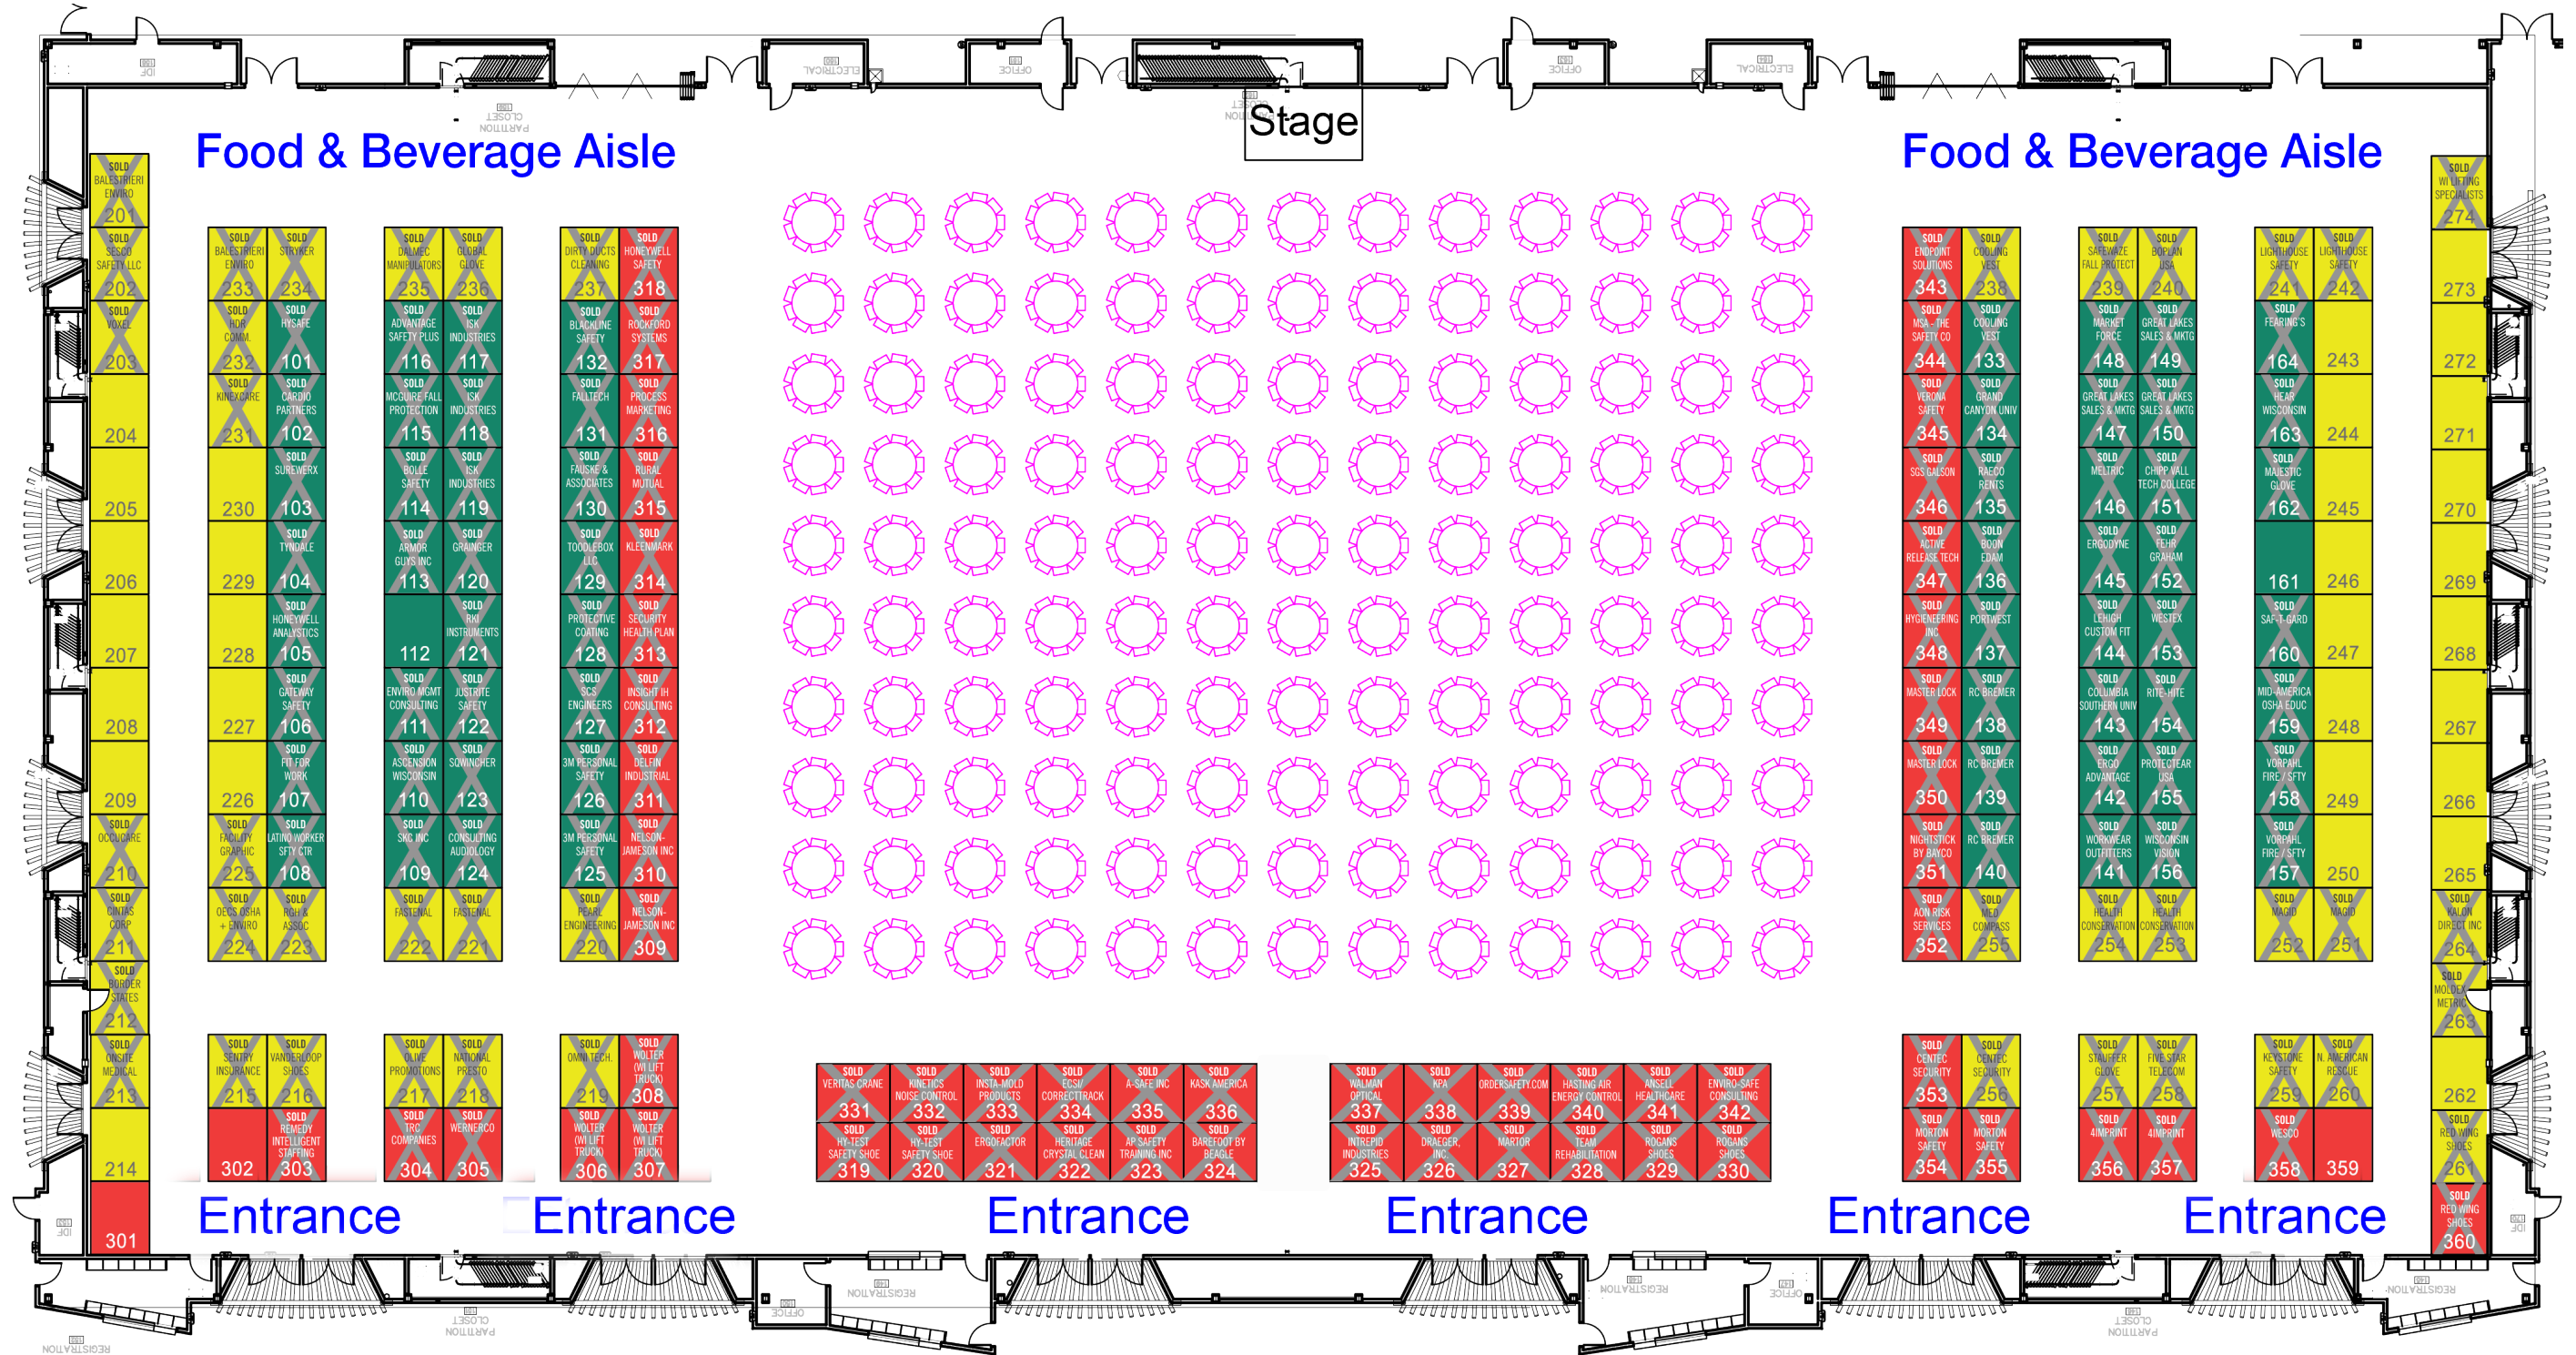 IDF
ELECTRICAL
OFFICE
OFFICE
ELECTRICAL
PARTITION
CLOSET
PARTITION
CLOSET
Stage
Food & Beverage Aisle
Food & Beverage Aisle
SOLD
BALESTRIERI
ENVIRO
201
SOLD
SESCO
SAFETY LLC
202
SOLD
VOXEL
203
204
205
206
207
208
209
SOLD
OCCUCARE
210
SOLD
CINTAS
CORP
211
SOLD
BORDER
STATES
212
SOLD
ONSITE
MEDICAL
213
214
301
SOLD
BALESTRIERI
ENVIRO
233
SOLD
HDR
COMM.
232
SOLD
KINEXCARE
231
230
229
228
227
226
SOLD
FACILITY
GRAPHIC
225
SOLD
OECS OSHA
+ ENVIRO
224
SOLD
STRYKER
234
SOLD
HYSAFE
101
SOLD
CARDIO
PARTNERS
102
SOLD
SUREWERX
103
SOLD
TYNDALE
104
SOLD
HONEYWELL
ANALYSTICS
105
SOLD
GATEWAY
SAFETY
106
SOLD
FIT FOR
WORK
107
SOLD
LATINO WORKER
SFTY CTR
108
SOLD
RGH &
ASSOC
223
SOLD
DALMEC
MANIPULATORS
235
SOLD
ADVANTAGE
SAFETY PLUS
116
SOLD
MCGUIRE FALL
PROTECTION
115
SOLD
BOLLE
SAFETY
114
SOLD
ARMOR
GUYS INC
113
112
SOLD
ENVIRO MGMT
CONSULTING
111
SOLD
ASCENSION
WISCONSIN
110
SOLD
SKC INC
109
SOLD
FASTENAL
222
SOLD
GLOBAL
GLOVE
236
SOLD
ISK
INDUSTRIES
117
SOLD
ISK
INDUSTRIES
118
SOLD
ISK
INDUSTRIES
119
SOLD
GRAINGER
120
SOLD
RKI
INSTRUMENTS
121
SOLD
JUSTRITE
SAFETY
122
SOLD
SQWINCHER
123
SOLD
CONSULTING
AUDIOLOGY
124
SOLD
FASTENAL
221
SOLD
DIRTY DUCTS
CLEANING
237
SOLD
BLACKLINE
SAFETY
132
SOLD
FALLTECH
131
SOLD
FAUSKE &
ASSOCIATES
130
SOLD
TOODLEBOX
LLC
129
SOLD
PROTECTIVE
COATING
128
SOLD
SCS
ENGINEERS
127
SOLD
3M PERSONAL
SAFETY
126
SOLD
3M PERSONAL
SAFETY
125
SOLD
PEARL
ENGINEERING
220
SOLD
HONEYWELL
SAFETY
318
SOLD
ROCKFORD
SYSTEMS
317
SOLD
PROCESS
MARKETING
316
SOLD
RURAL
MUTUAL
315
SOLD
KLEENMARK
314
SOLD
SECURITY
HEALTH PLAN
313
SOLD
INSIGHT IH
CONSULTING
312
SOLD
DELFIN
INDUSTRIAL
311
SOLD
NELSON-
JAMESON INC
310
SOLD
NELSON-
JAMESON INC
309
SOLD
ENDPOINT
SOLUTIONS
343
SOLD
MSA - THE
SAFETY CO
344
SOLD
VERONA
SAFETY
345
SOLD
SGS GALSON
346
SOLD
ACTIVE
RELEASE TECH
347
SOLD
HYGIENEERING
INC
348
SOLD
MASTER LOCK
349
SOLD
MASTER LOCK
350
SOLD
NIGHTSTICK
BY BAYCO
351
SOLD
AON RISK
SERVICES
352
SOLD
COOLING
VEST
238
SOLD
COOLING
VEST
133
SOLD
GRAND
CANYON UNIV
134
SOLD
RAECO
RENTS
135
SOLD
BOON
EDAM
136
SOLD
PORTWEST
137
SOLD
RC BREMER
138
SOLD
RC BREMER
139
SOLD
RC BREMER
140
SOLD
MED
COMPASS
255
SOLD
SAFEWAZE
FALL PROTECT
239
SOLD
MARKET
FORCE
148
SOLD
GREAT LAKES
SALES & MKTG
147
SOLD
MELTRIC
146
SOLD
ERGODYNE
145
SOLD
LEHIGH
CUSTOM FIT
144
SOLD
COLUMBIA
SOUTHERN UNIV
143
SOLD
ERGO
ADVANTAGE
142
SOLD
WORKWEAR
OUTFITTERS
141
SOLD
HEALTH
CONSERVATION
254
SOLD
BOPLAN
USA
240
SOLD
GREAT LAKES
SALES & MKTG
149
SOLD
GREAT LAKES
SALES & MKTG
150
SOLD
CHIPP VALL
TECH COLLEGE
151
SOLD
FEHR
GRAHAM
152
SOLD
WESTEX
153
SOLD
RITE-HITE
154
SOLD
PROTECTEAR
USA
155
SOLD
WISCONSIN
VISION
156
SOLD
HEALTH
CONSERVATION
253
SOLD
LIGHTHOUSE
SAFETY
241
SOLD
FEARING'S
164
SOLD
HEAR
WISCONSIN
163
SOLD
MAJESTIC
GLOVE
162
161
SOLD
SAF-T-GARD
160
SOLD
MID-AMERICA
OSHA EDUC
159
SOLD
VORPAHL
FIRE / SFTY
158
SOLD
VORPAHL
FIRE / SFTY
157
SOLD
MAGID
252
SOLD
LIGHTHOUSE
SAFETY
242
243
244
245
246
247
248
249
250
SOLD
MAGID
251
SOLD
WI LIFTING
SPECIALISTS
274
273
272
271
270
269
268
267
266
265
SOLD
KALON
DIRECT INC
264
SOLD
MOLDEX
METRIC
263
262
SOLD
RED WING
SHOES
261
SOLD
RED WING
SHOES
360
SOLD
SENTRY
INSURANCE
215
SOLD
VANDERLOOP
SHOES
216
302
SOLD
REMEDY
INTELLIGENT
STAFFING
303
SOLD
OLIVE
PROMOTIONS
217
SOLD
NATIONAL
PRESTO
218
SOLD
TRC
COMPANIES
304
SOLD
WERNERCO
305
SOLD
OMNI TECH.
219
SOLD
WOLTER
(WI LIFT
TRUCK)
308
SOLD
WOLTER
(WI LIFT
TRUCK)
306
SOLD
WOLTER
(WI LIFT
TRUCK)
307
SOLD
VERITAS CRANE
331
SOLD
KINETICS
NOISE CONTROL
332
SOLD
INSTA-MOLD
PRODUCTS
333
SOLD
ECSI/
CORRECTTRACK
334
SOLD
A-SAFE INC
335
SOLD
KASK AMERICA
336
SOLD
HY-TEST
SAFETY SHOE
319
SOLD
HY-TEST
SAFETY SHOE
320
SOLD
ERGOFACTOR
321
SOLD
HERITAGE
CRYSTAL CLEAN
322
SOLD
AP SAFETY
TRAINING INC
323
SOLD
BAREFOOT BY
BEAGLE
324
SOLD
WALMAN
OPTICAL
337
SOLD
KPA
338
SOLD
ORDERSAFETY.COM
339
SOLD
HASTING AIR
ENERGY CONTROL
340
SOLD
ANSELL
HEALTHCARE
341
SOLD
ENVIRO-SAFE
CONSULTING
342
SOLD
INTREPID
INDUSTRIES
325
SOLD
DRAEGER,
INC.
326
SOLD
MARTOR
327
SOLD
TEAM
REHABILITATION
328
SOLD
ROGANS
SHOES
329
SOLD
ROGANS
SHOES
330
SOLD
CENTEC
SECURITY
353
SOLD
CENTEC
SECURITY
256
SOLD
MORTON
SAFETY
354
SOLD
MORTON
SAFETY
355
SOLD
STAUFFER
GLOVE
257
SOLD
FIVE STAR
TELECOM
258
SOLD
4IMPRINT
356
SOLD
4IMPRINT
357
SOLD
KEYSTONE
SAFETY
259
SOLD
N. AMERICAN
RESCUE
260
SOLD
WESCO
358
359
Entrance
Entrance
Entrance
Entrance
Entrance
Entrance
IDF
IDF
REGISTRATION
PARTITION
CLOSET
OFFICE
REGISTRATION
REGISTRATION
OFFICE
PARTITION
CLOSET
REGISTRATION